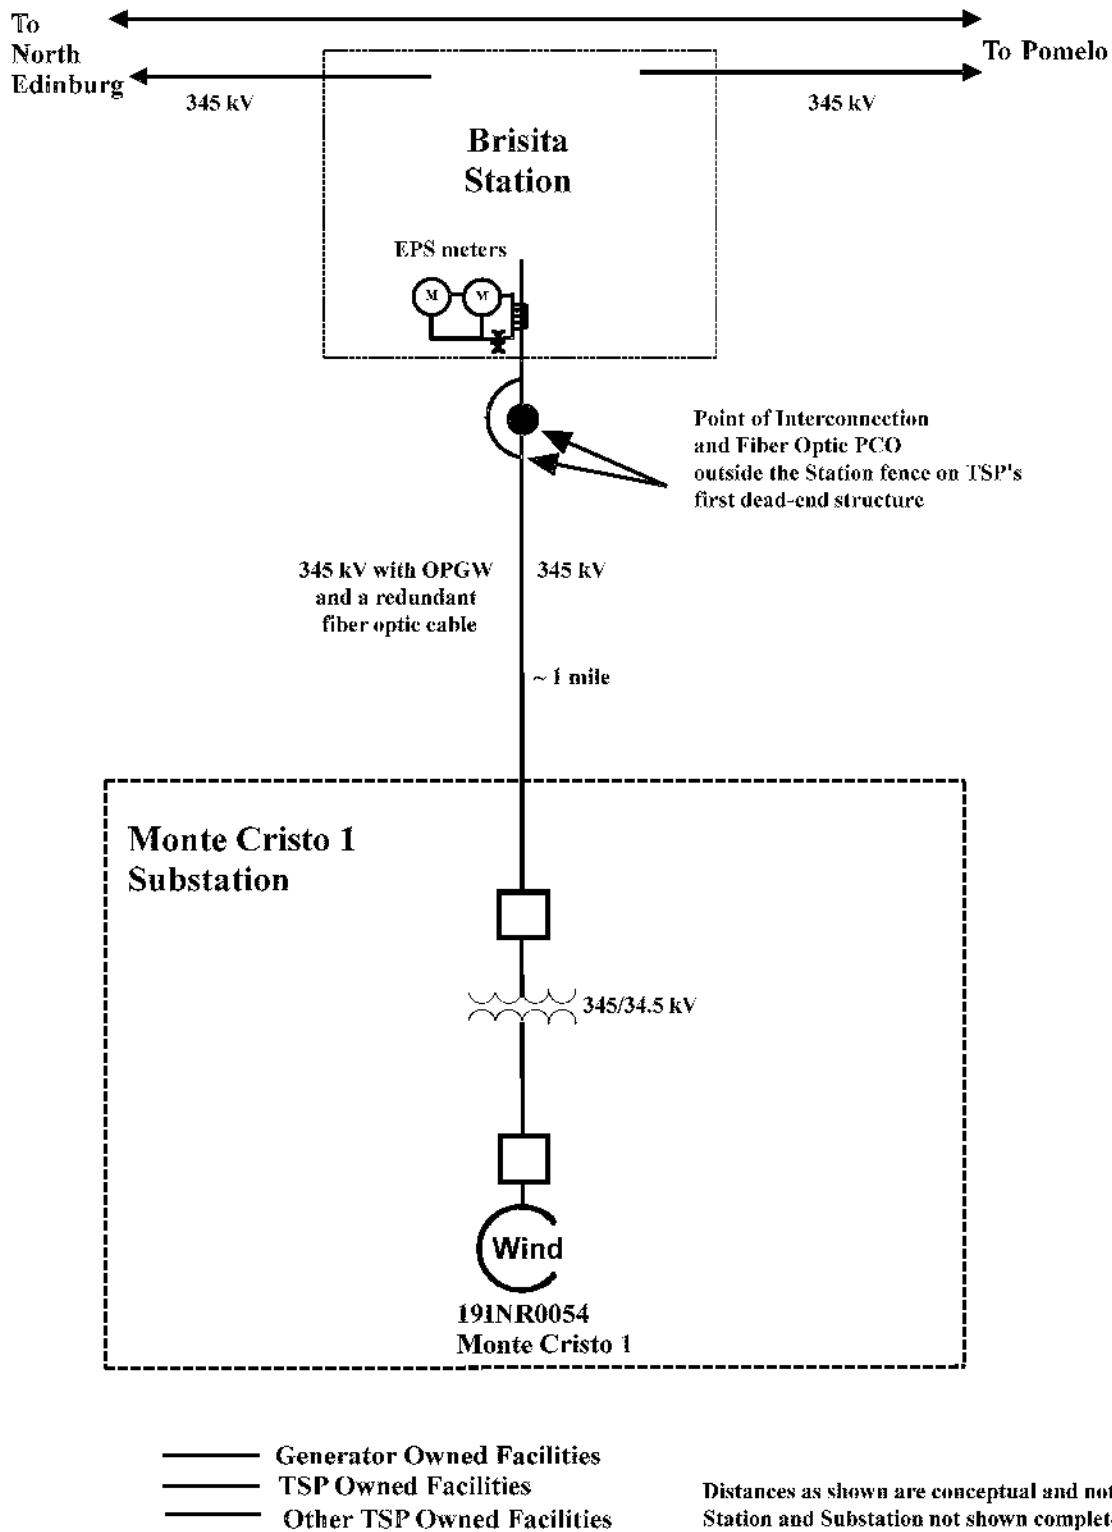 To
North
Edinburg
To Pomelo
345 kV
345 kV
Brisita
Station
EPS meters
M
M
Point of Interconnection
and Fiber Optic PCO
outside the Station fence on TSP's
first dead-end structure
345 kV with OPGW
and a redundant
fiber optic cable
345 kV
~ 1 mile
Monte Cristo 1
Substation
345/34.5 kV
Wind
19INR0054
Monte Cristo 1
Generator Owned Facilities
TSP Owned Facilities
Other TSP Owned Facilities
Distances as shown are conceptual and not
Station and Substation not shown complet